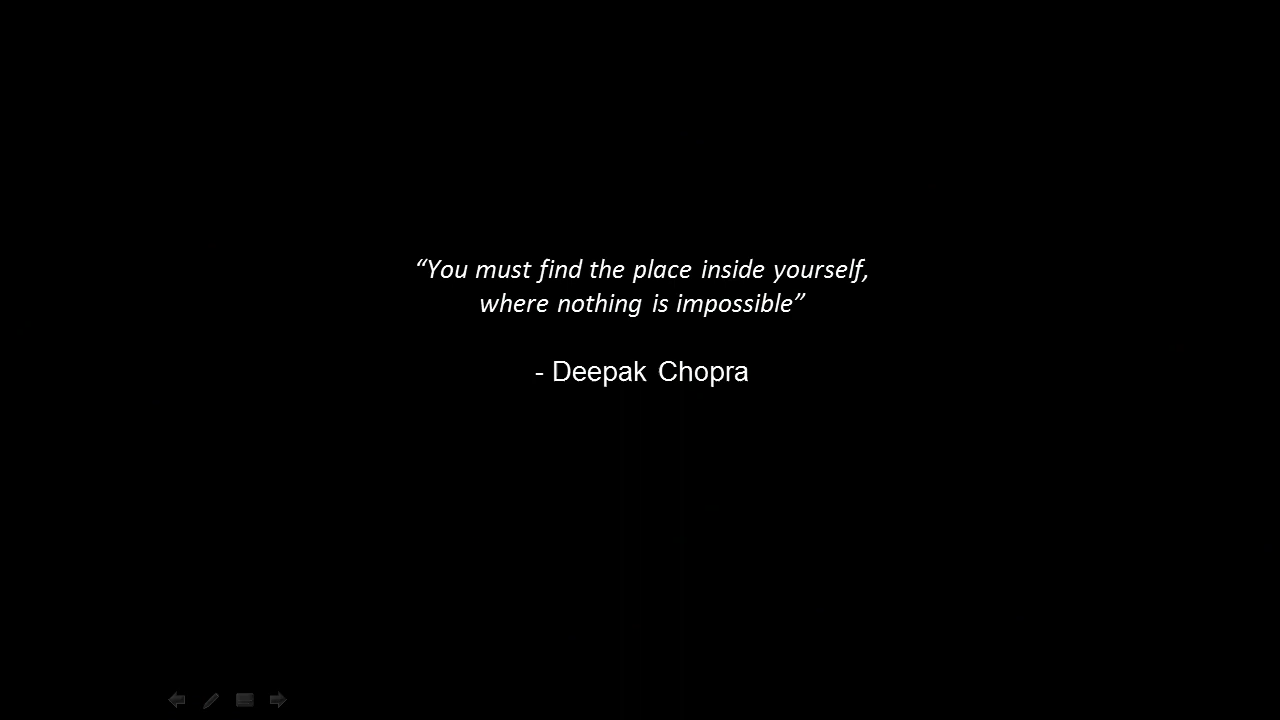 “You must find the place inside yourself,
where nothing is impossible”
- Deepak Chopra